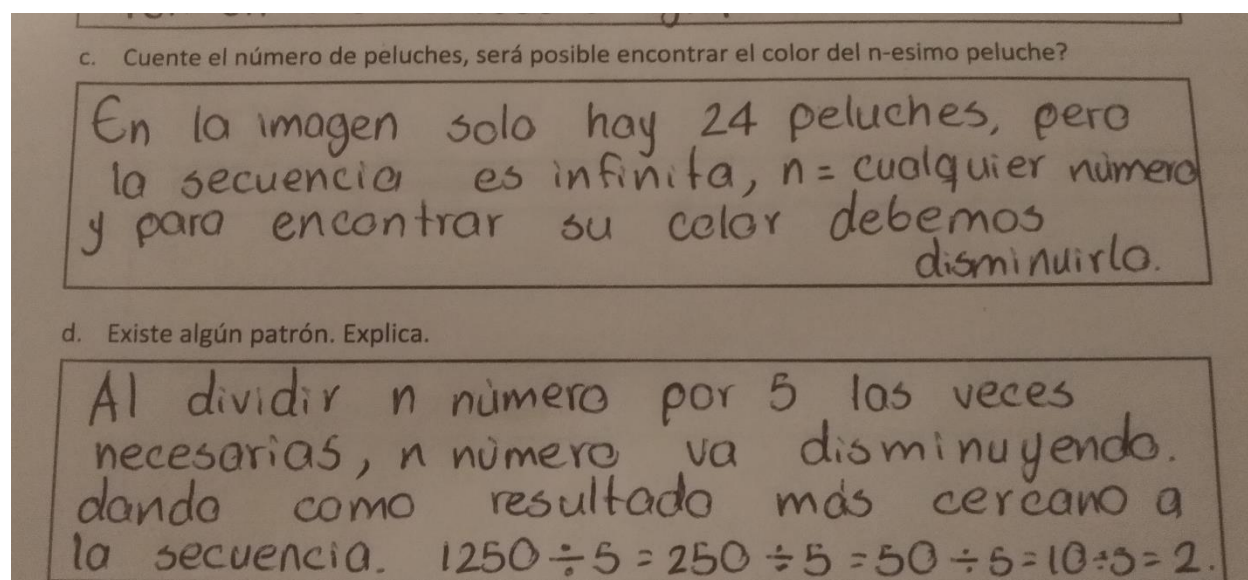 c. Cuente el número de peluches, será posible encontrar el color del n-esimo peluche?
En la imagen solo hay 24 peluches, pero
la secuencia es infinita, n = cualquier número
y para encontrar su color debemos
disminuirlo.
d. Existe algún patrón. Explica.
Al dividir n número por 5 las veces
necesarias, n número va disminuyendo.
dando como resultado más cercano a
la secuencia. 1250 ÷ 5 = 250 ÷ 5 = 50 ÷ 5 = 10 ÷ 5 = 2.